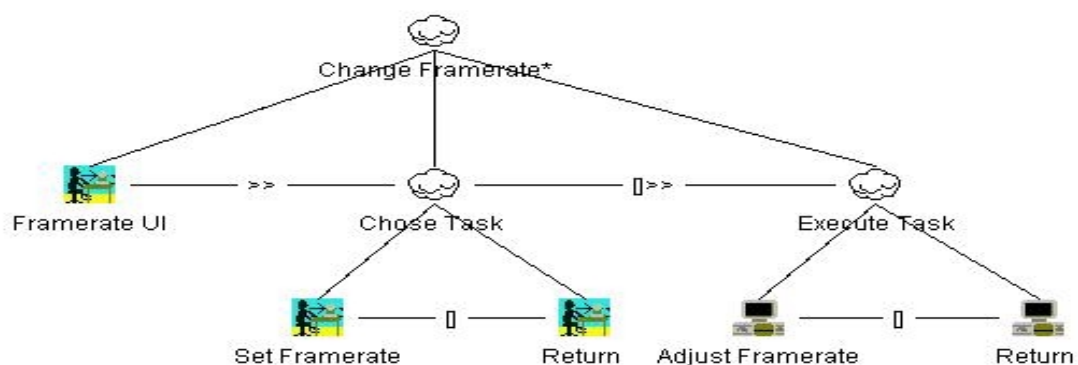 Change Framerate*
>>
[]>>
Framerate UI
Chose Task
Execute Task
[]
[]
Set Framerate
Return
Adjust Framerate
Return